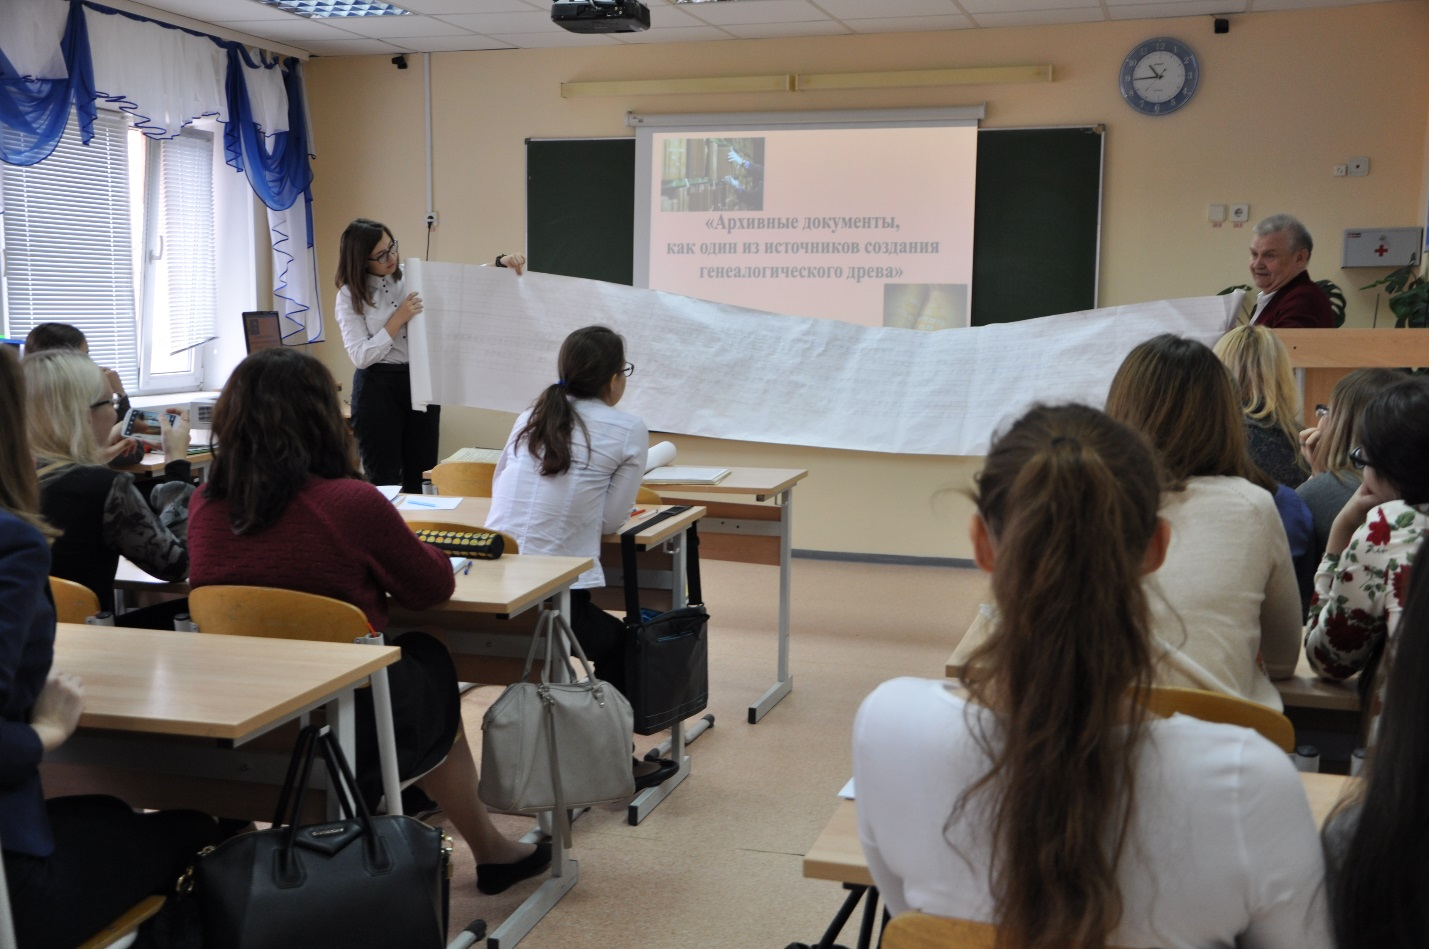 «Архивные документы,
как один из источников создания
генеалогического древа»